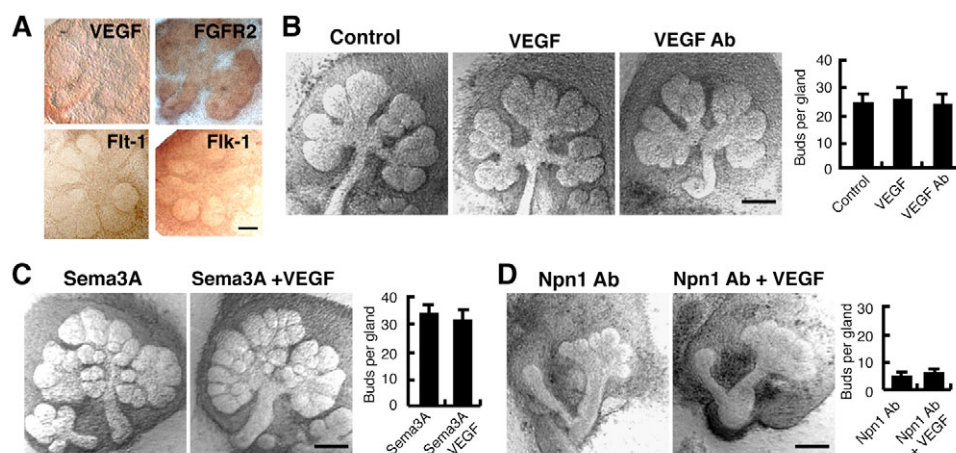 A
VEGF
FGFR2
Flt-1
Flk-1
B
Control
VEGF
VEGF Ab
Buds per gland
40
30
20
10
0
Control
VEGF
VEGF Ab
C
Sema3A
Sema3A +VEGF
Buds per gland
40
30
20
10
0
Sema3A
Sema3A
VEGF
D
Npn1 Ab
Npn1 Ab + VEGF
Buds per gland
30
20
10
0
Npn1 Ab
Npn1 Ab
+ VEGF